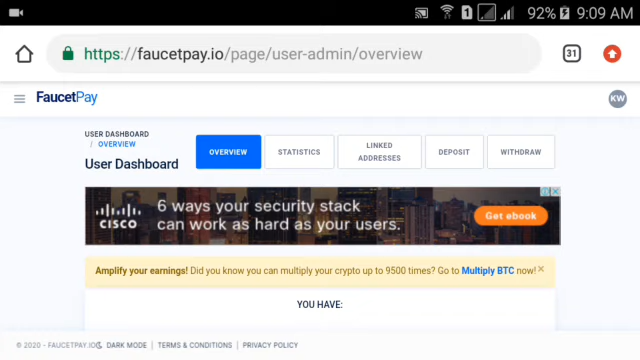 1 92% 9:09 AM
https://faucetpay.io/page/user-admin/overview 31
FaucetPay KW
USER DASHBOARD
/ OVERVIEW
User Dashboard
OVERVIEW STATISTICS LINKED ADDRESSES DEPOSIT WITHDRAW
CISCO
6 ways your security stack
can work as hard as your users.
Get ebook
Amplify your earnings! Did you know you can multiply your crypto up to 9500 times? Go to Multiply BTC now! ×
YOU HAVE:
© 2020 - FAUCETPAY.IO DARK MODE | TERMS & CONDITIONS | PRIVACY POLICY